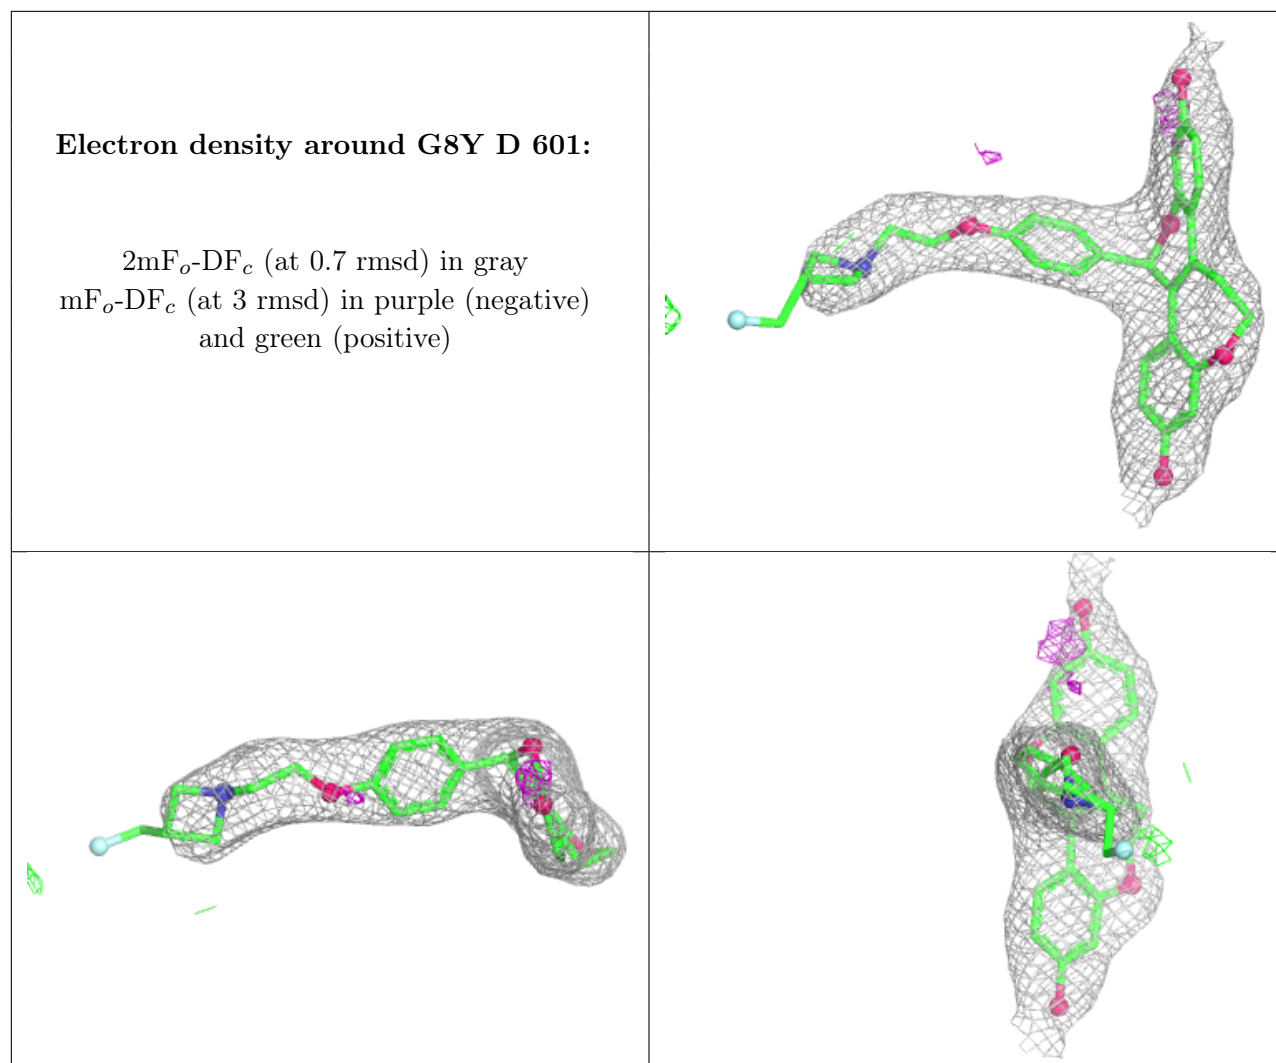 Electron density around G8Y D 601:
2mFo-DFc (at 0.7 rmsd) in gray
mFo-DFc (at 3 rmsd) in purple (negative)
and green (positive)